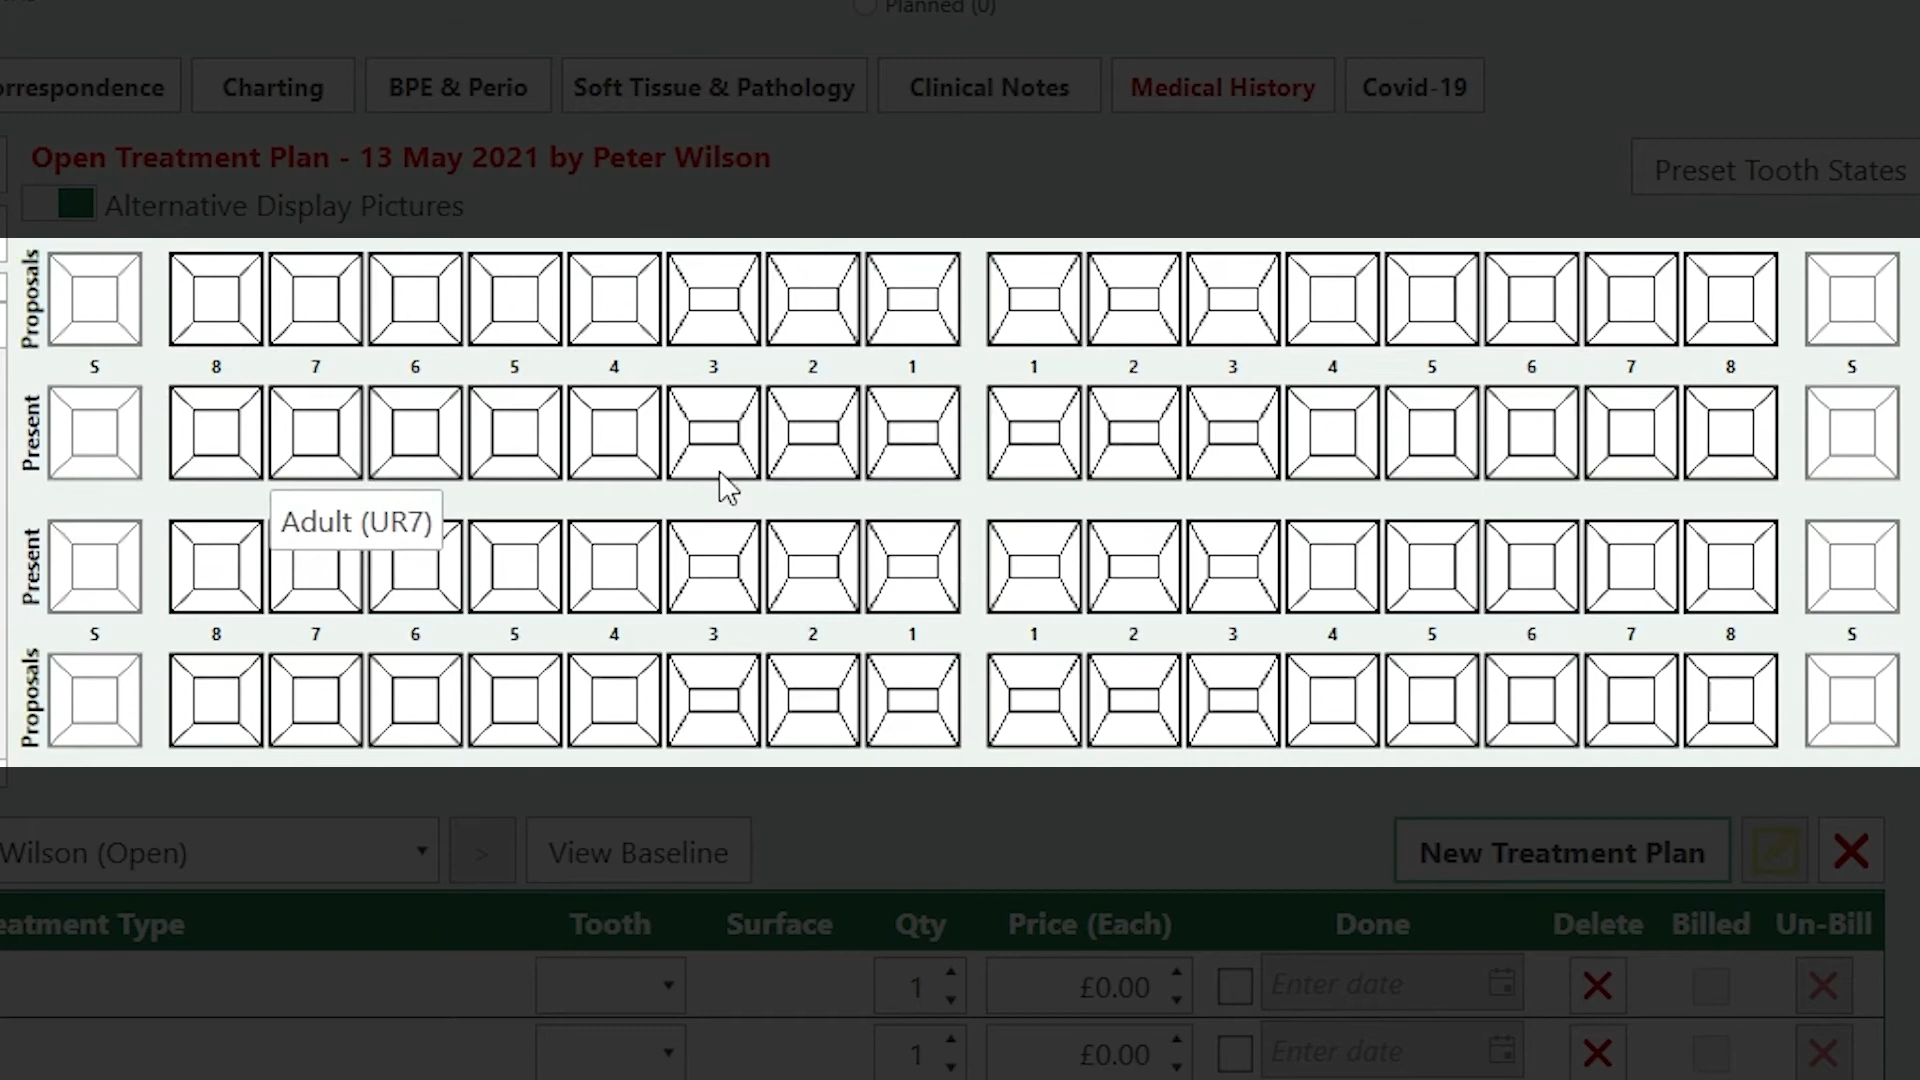 Planned (0)
orrespondence Charting BPE & Perio Soft Tissue & Pathology Clinical Notes Medical History Covid-19
Open Treatment Plan - 13 May 2021 by Peter Wilson
Preset Tooth States
Alternative Display Pictures
Proposals
S 8 7 6 5 4 3 2 1 1 2 3 4 5 6 7 8 S
Present
Adult (UR7)
Present
S 8 7 6 5 4 3 2 1 1 2 3 4 5 6 7 8 S
Proposals
Wilson (Open) > View Baseline New Treatment Plan
eatment Type Tooth Surface Qty Price (Each) Done Delete Billed Un-Bill
1 £0.00 Enter date
1 £0.00 Enter date